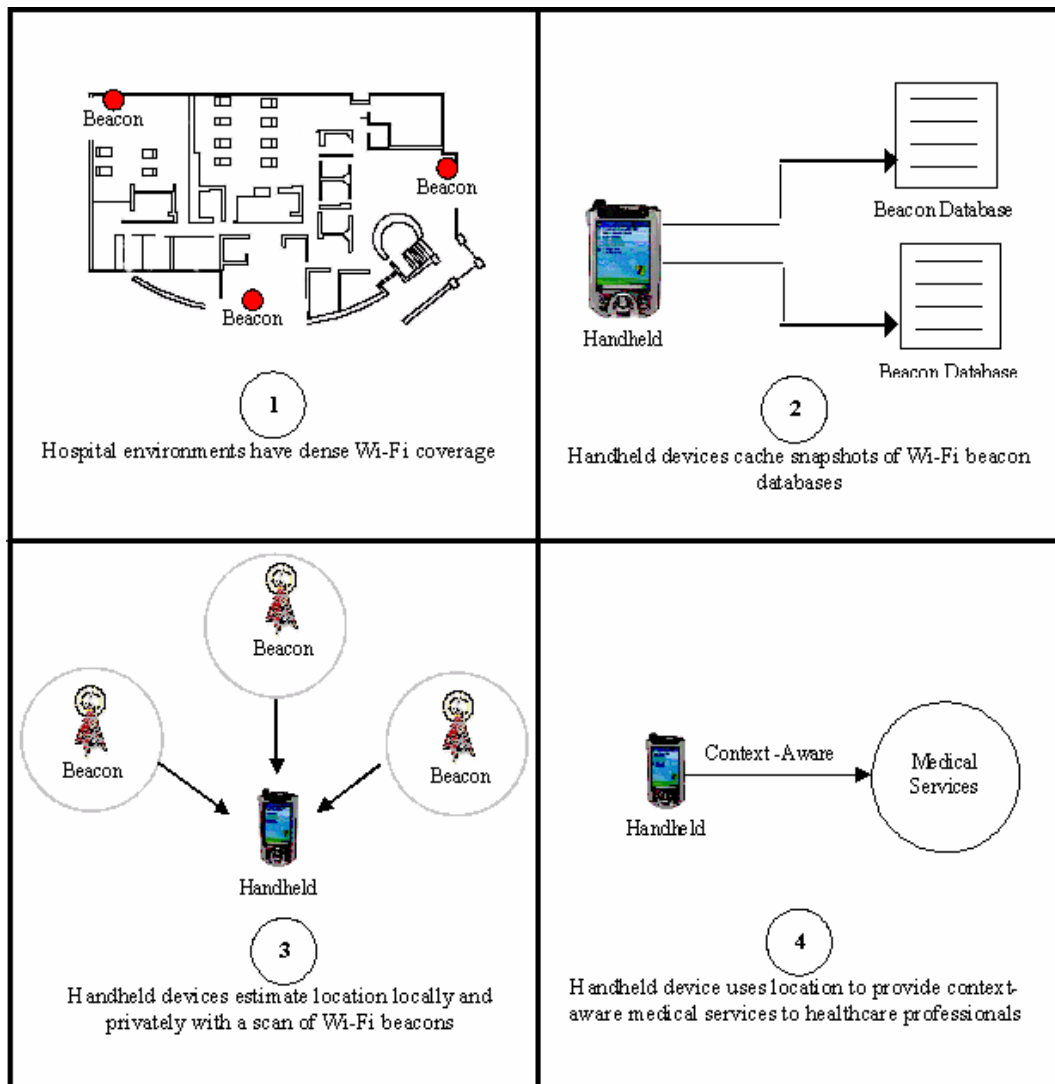 Beacon
Beacon
Beacon
1
Hospital environments have dense Wi-Fi coverage
Beacon Database
Handheld
Beacon Database
2
Handheld devices cache snapshots of Wi-Fi beacon
databases
Beacon
Beacon
Beacon
Handheld
3
Handheld devices estimate location locally and
privately with a scan of Wi-Fi beacons
Context -Aware
Medical
Services
Handheld
4
Handheld device uses location to provide context-
aware medical services to healthcare professionals